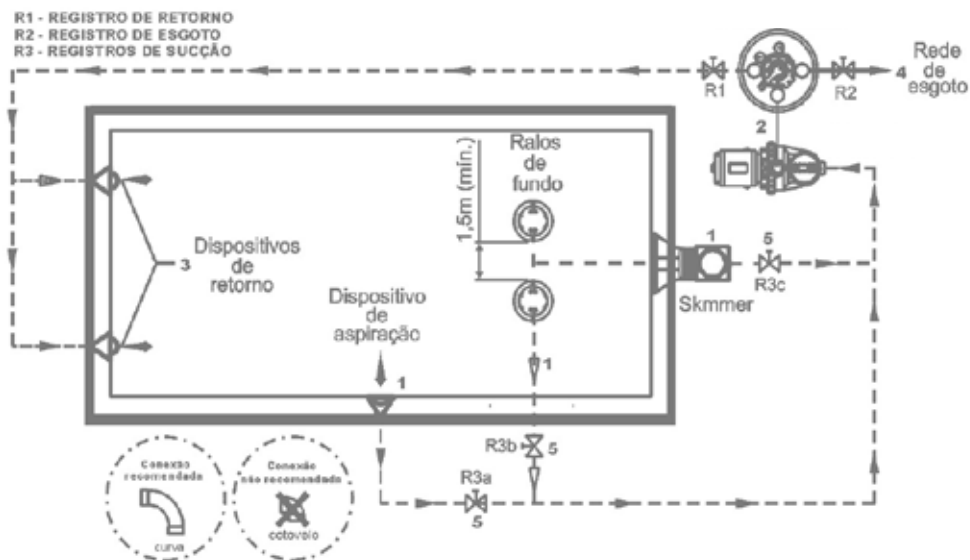 R1 - REGISTRO DE RETORNO
R2 - REGISTRO DE ESGOTO
R3 - REGISTROS DE SUCÇÃO
R1
R2
4
Rede
de
esgoto
2
Ralos
de
fundo
1,5m (mín.)
1
5
R3c
Skmmer
3
Dispositivos
de
retorno
Dispositivo
de
aspiração
1
1
R3b
5
R3a
5
Conexão
recomendada
curva
Conexão
não recomendada
cotovelo